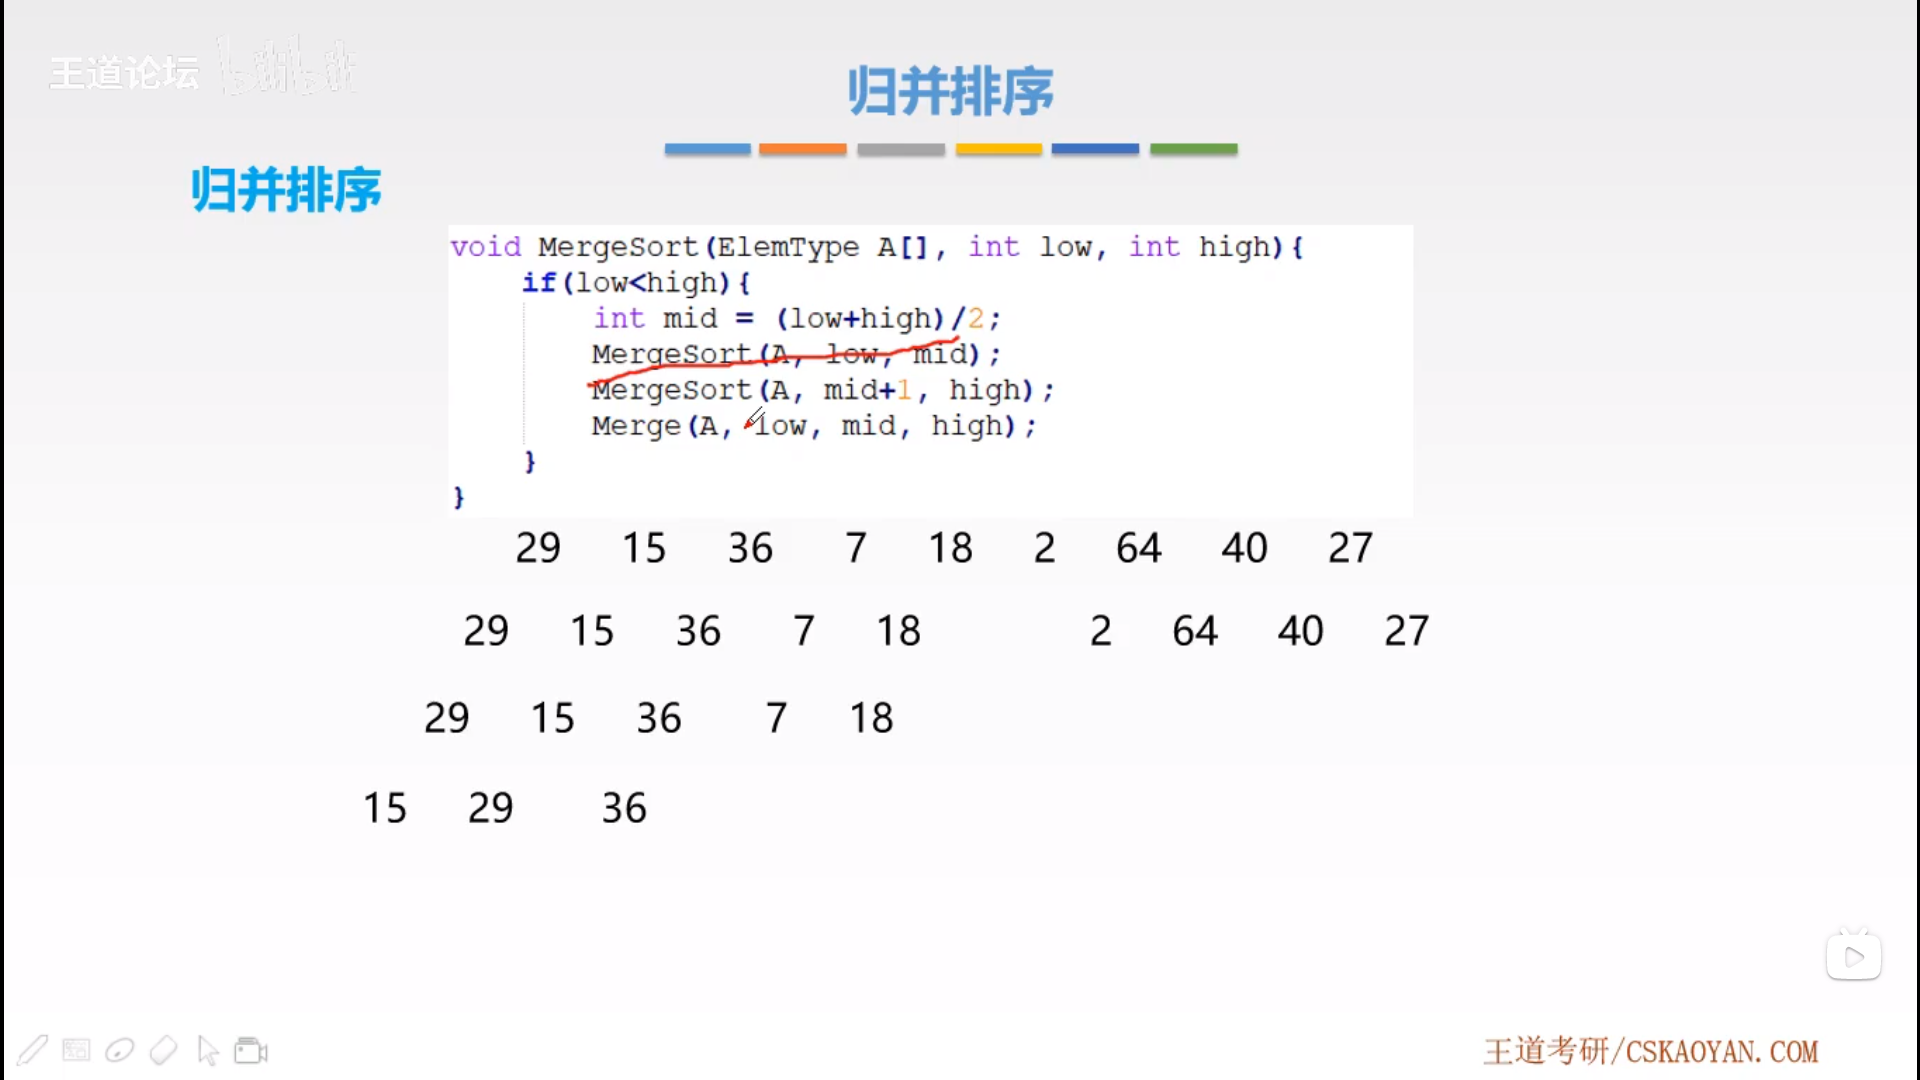 王道论坛 bilibili
归并排序
归并排序
void MergeSort(ElemType A[], int low, int high){
if(low<high){
int mid = (low+high)/2;
MergeSort(A, low, mid);
MergeSort(A, mid+1, high);
Merge(A, low, mid, high);
}
}
29 15 36 7 18 2 64 40 27
29 15 36 7 18 2 64 40 27
29 15 36 7 18
15 29 36
王道考研/CSKAOYAN.COM